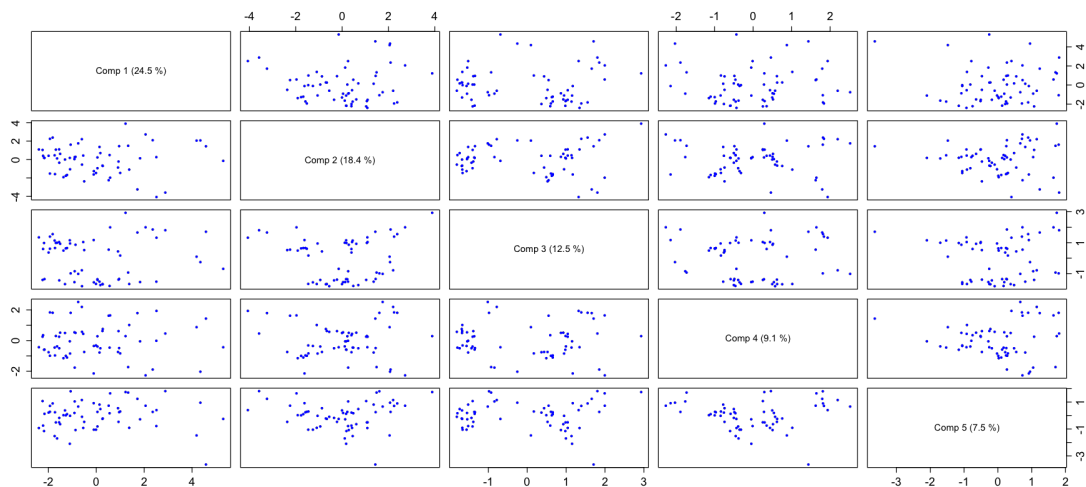 -4 -2 0 2 4 -2 -1 0 1 2
Comp 1 (24.5 %) -2 0 2 4
-4 0 2 4 Comp 2 (18.4 %)
Comp 3 (12.5 %) -1 1 3
-2 0 2 Comp 4 (9.1 %)
Comp 5 (7.5 %) -3 -1 1
-2 0 2 4 -1 0 1 2 3 -3 -2 -1 0 1 2